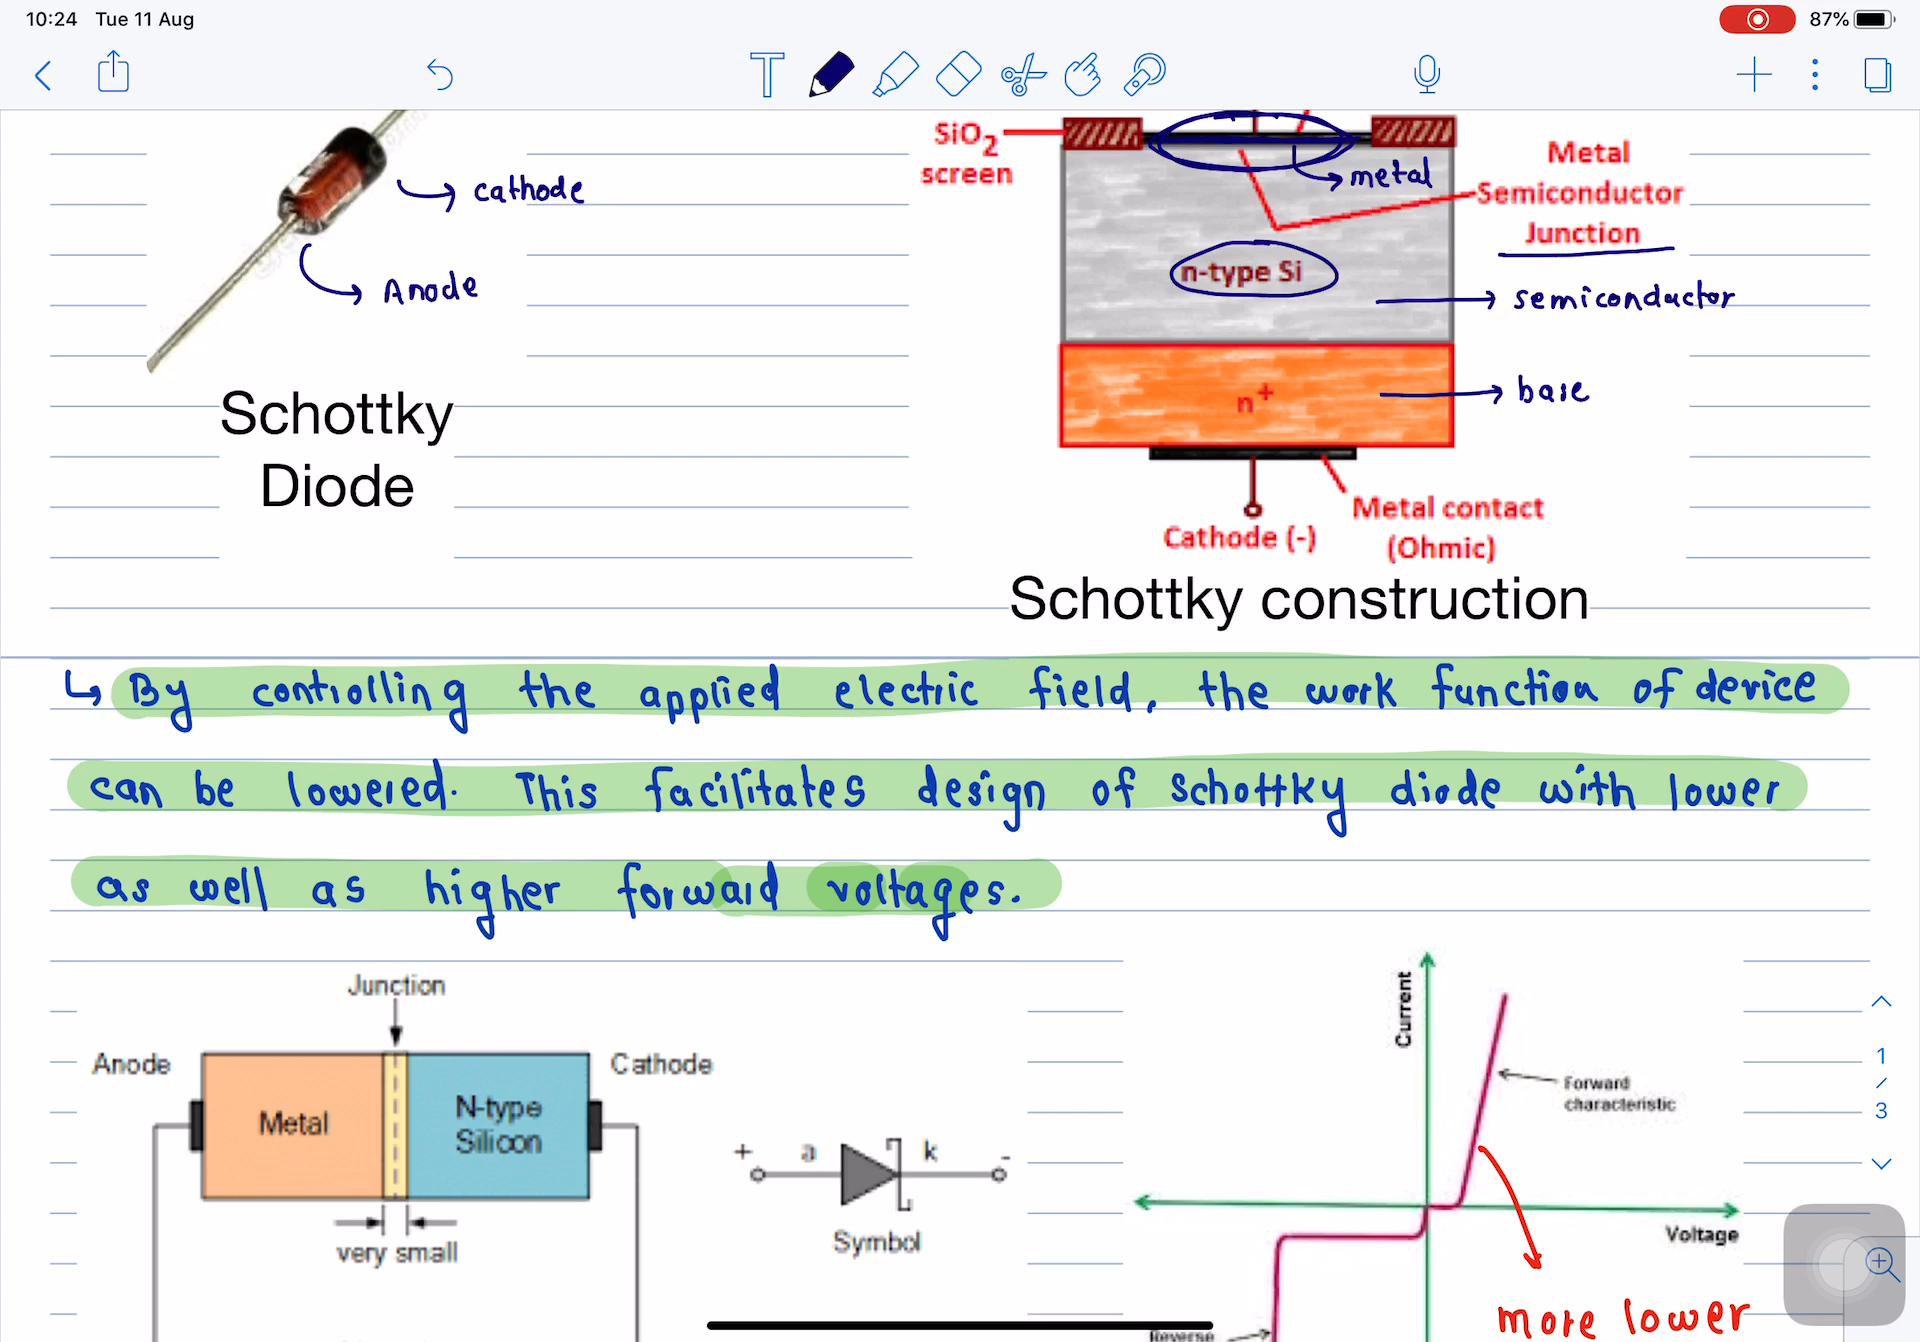 10:24 Tue 11 Aug
87%
SiO2
screen
metal
Metal
Semiconductor
Junction
cathode
Anode
n-type Si
semiconductor
n+
base
Schottky
Diode
Cathode (-)
Metal contact
(Ohmic)
Schottky construction
↳ By controlling the applied electric field, the work function of device
can be lowered. This facilitates design of schottky diode with lower
as well as higher forward voltages.
Junction
Anode
Metal
N-type
Silicon
Cathode
very small
+ a k -
Symbol
Current
Forward
characteristic
Voltage
more lower
Reverse
1
/
3